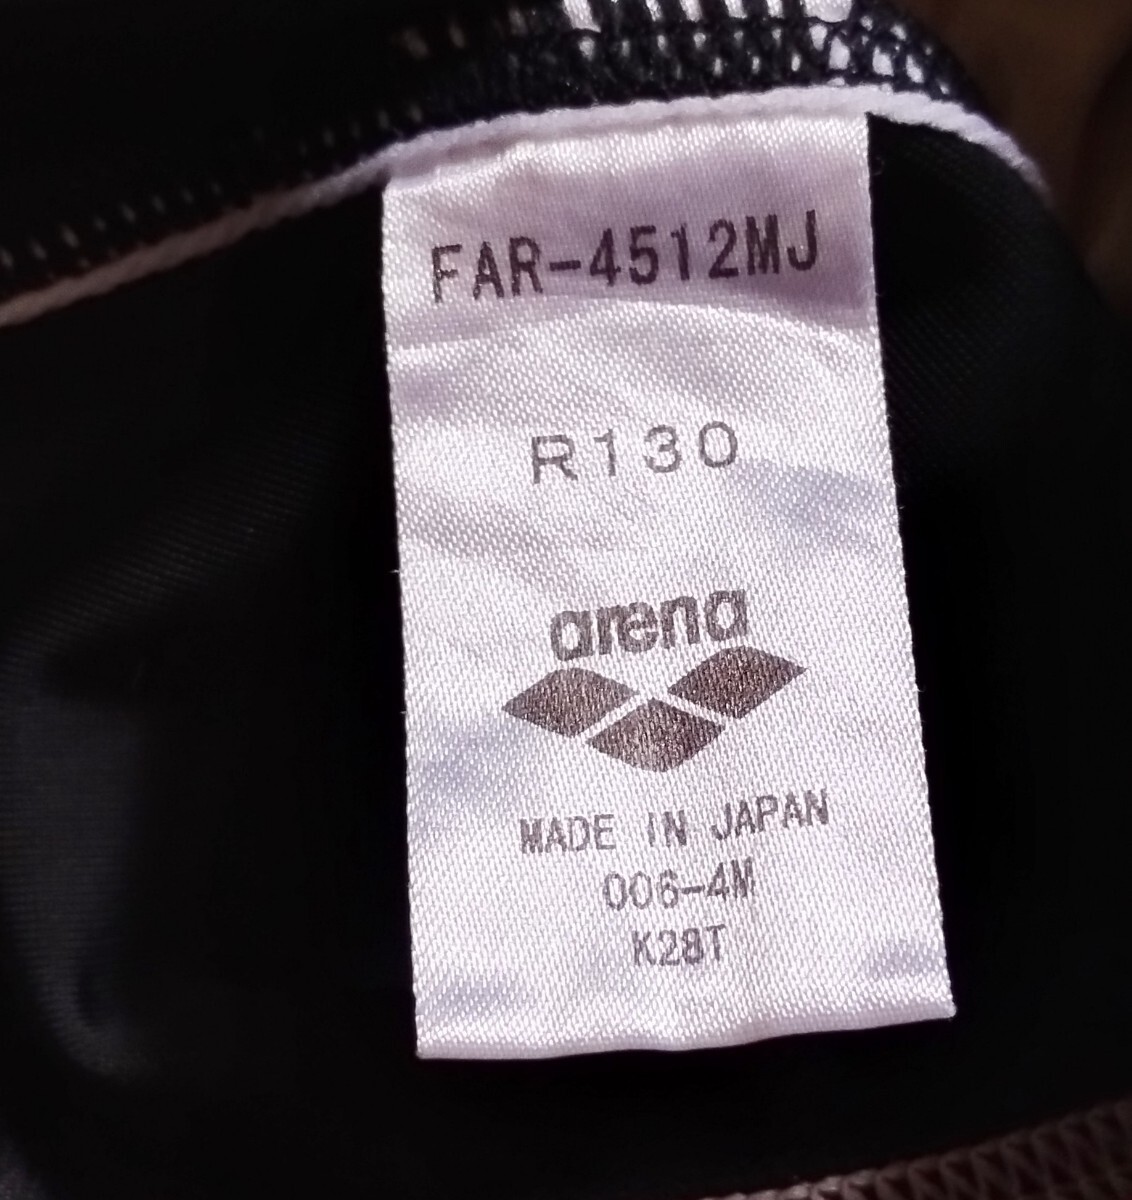 FAR-4512MJ
R130
arena
MADE IN JAPAN
006-4M
K28T